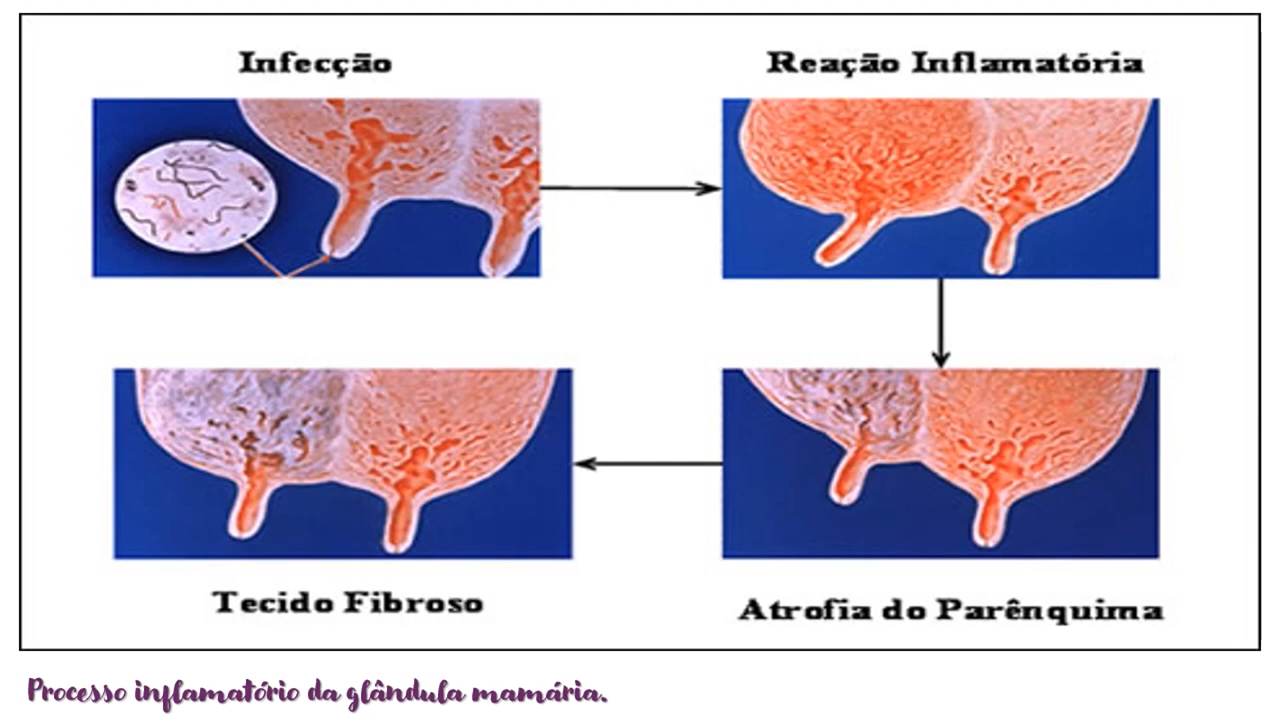 Infecção
Reação Inflamatória
Tecido Fibroso
Atrofia do Parênquima
Processo inflamatório da glândula mamária.